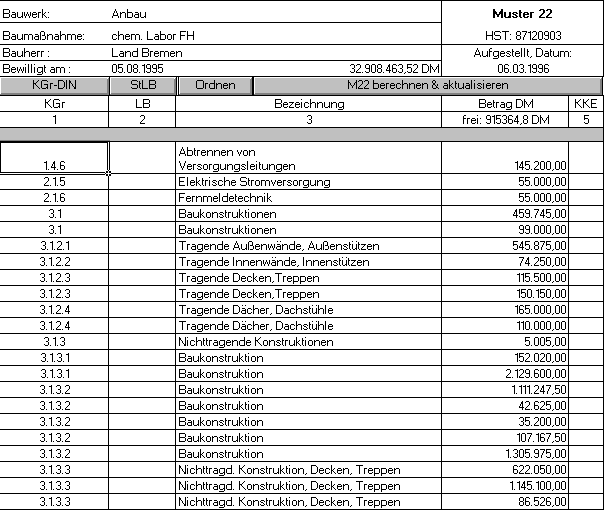 Bauwerk: Anbau Muster 22
Baumaßnahme: chem. Labor FH HST: 87120903
Bauherr : Land Bremen Aufgestellt, Datum:
Bewilligt am : 05.08.1995 32.908.463,52 DM 06.03.1996
KGr-DIN StLB Ordnen M22 berechnen & aktualisieren
KGr LB Bezeichnung Betrag DM KKE
1 2 3 frei: 915364,8 DM 5
Abtrennen von
1.4.6 Versorgungsleitungen 145.200,00
2.1.5 Elektrische Stromversorgung 55.000,00
2.1.6 Fernmeldetechnik 55.000,00
3.1 Baukonstruktionen 459.745,00
3.1 Baukonstruktionen 99.000,00
3.1.2.1 Tragende Außenwände, Außenstützen 545.875,00
3.1.2.2 Tragende Innenwände, Innenstützen 74.250,00
3.1.2.3 Tragende Decken,Treppen 115.500,00
3.1.2.3 Tragende Decken,Treppen 150.150,00
3.1.2.4 Tragende Dächer, Dachstühle 165.000,00
3.1.2.4 Tragende Dächer, Dachstühle 110.000,00
3.1.3 Nichttragende Konstruktionen 5.005,00
3.1.3.1 Baukonstruktion 152.020,00
3.1.3.1 Baukonstruktion 2.129.600,00
3.1.3.2 Baukonstruktion 1.111.247,50
3.1.3.2 Baukonstruktion 42.625,00
3.1.3.2 Baukonstruktion 35.200,00
3.1.3.2 Baukonstruktion 107.167,50
3.1.3.2 Baukonstruktion 1.305.975,00
3.1.3.3 Nichttragd. Konstruktion, Decken, Treppen 622.050,00
3.1.3.3 Nichttragd. Konstruktion, Decken, Treppen 1.145.100,00
3.1.3.3 Nichttragd. Konstruktion, Decken, Treppen 86.526,00